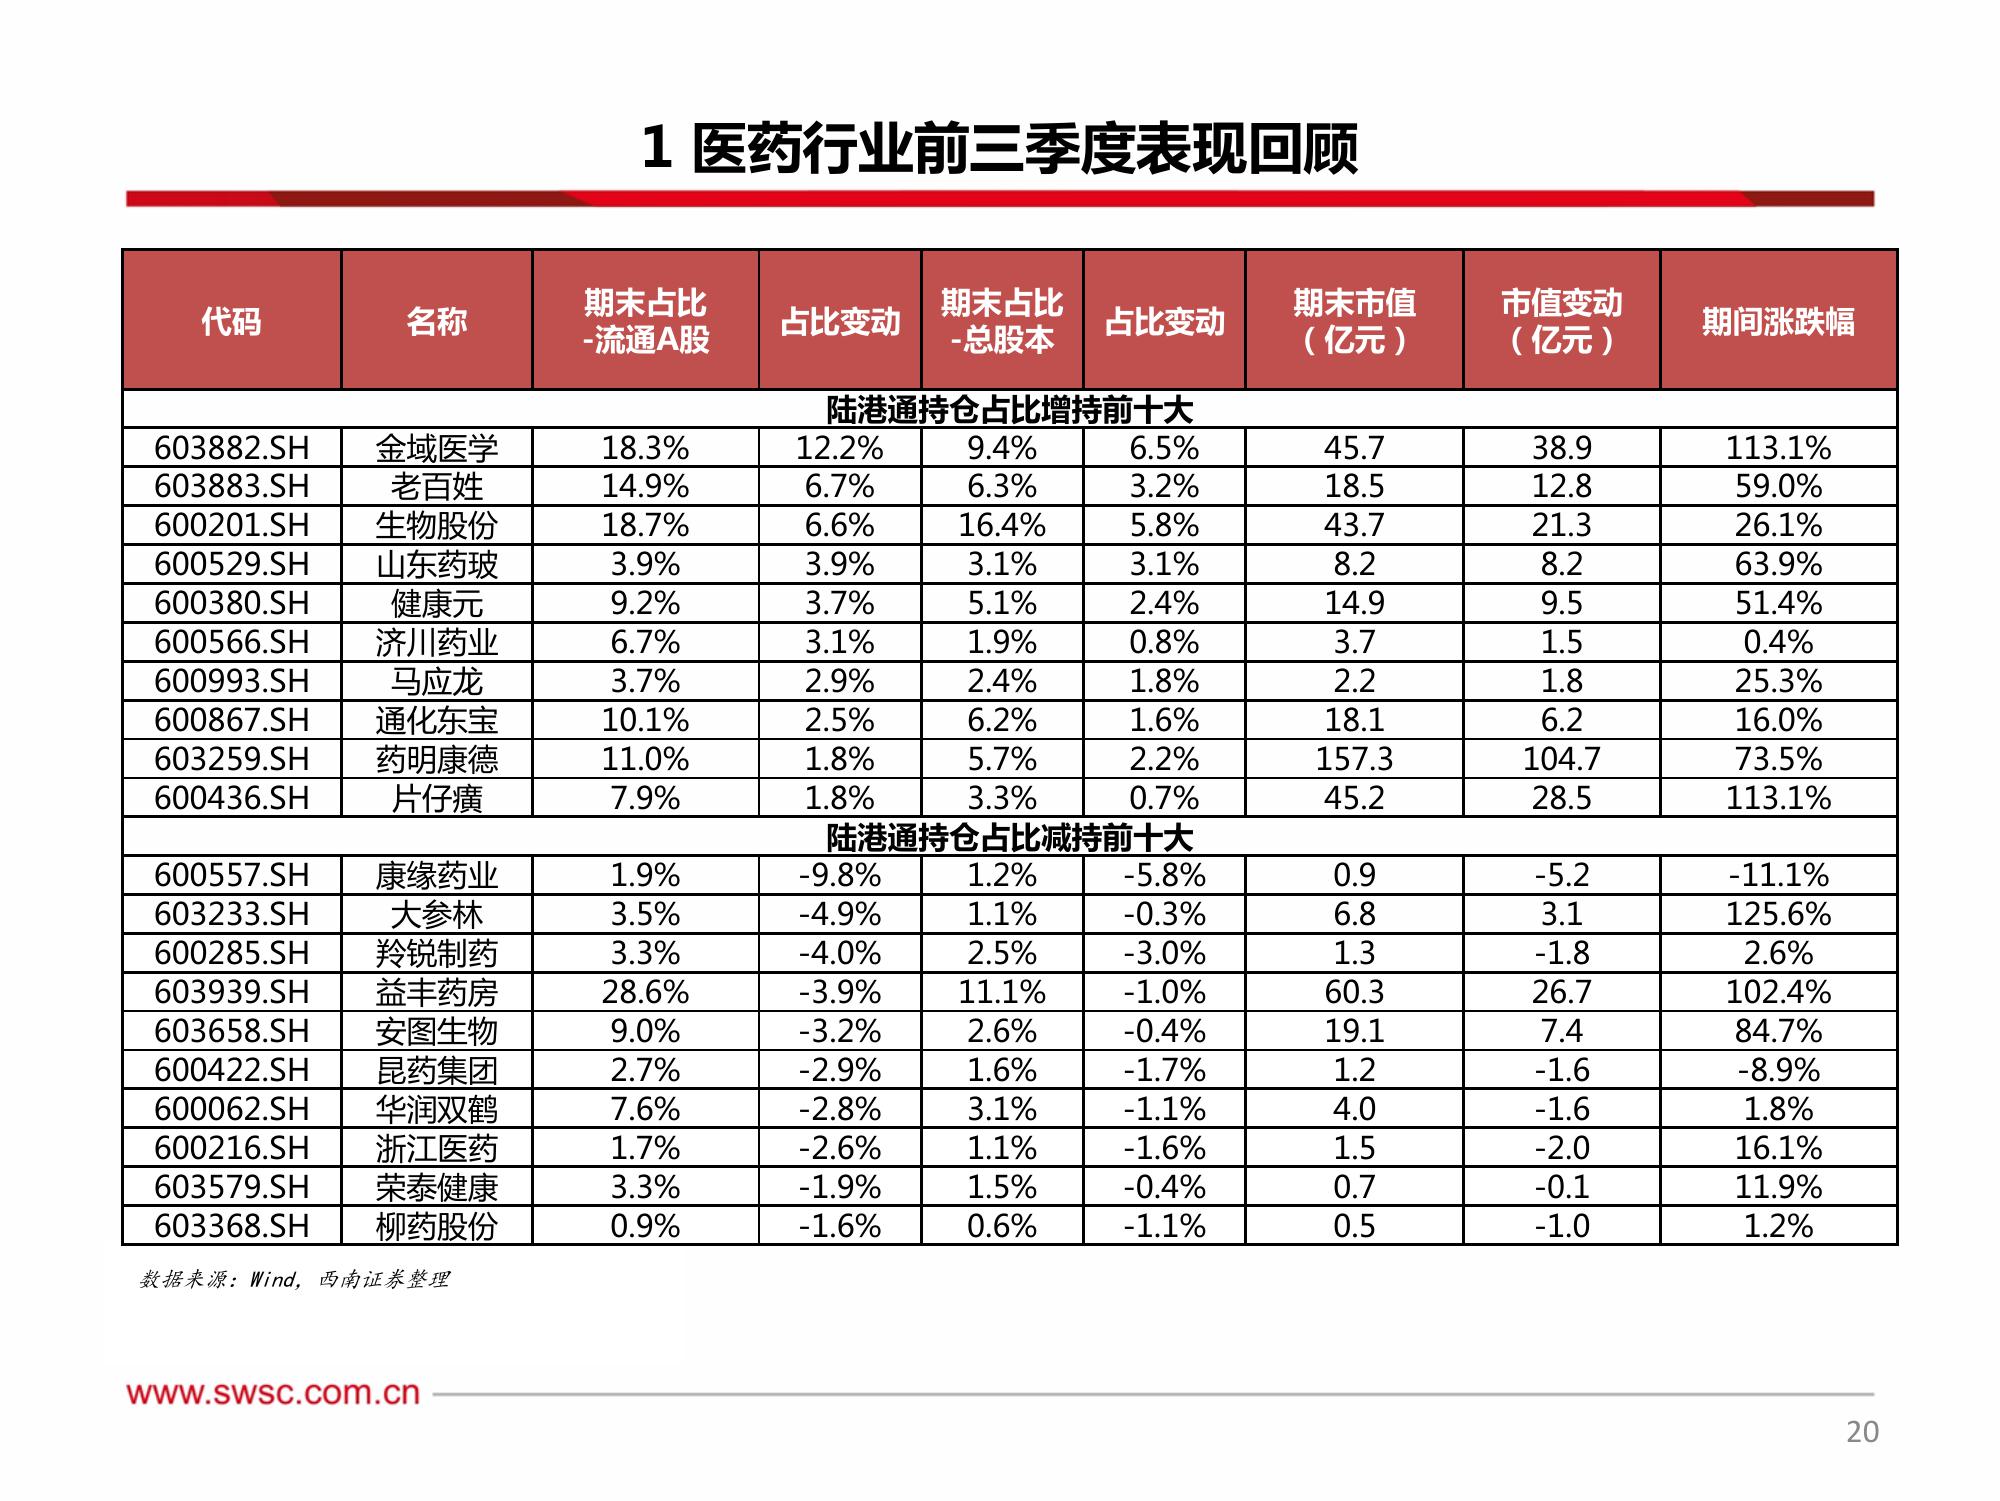 1 医药行业前三季度表现回顾
代码 名称 期末占比-流通A股 占比变动 期末占比-总股本 占比变动 期末市值（亿元） 市值变动（亿元） 期间涨跌幅
陆港通持仓占比增持前十大
603882.SH 金域医学 18.3% 12.2% 9.4% 6.5% 45.7 38.9 113.1%
603883.SH 老百姓 14.9% 6.7% 6.3% 3.2% 18.5 12.8 59.0%
600201.SH 生物股份 18.7% 6.6% 16.4% 5.8% 43.7 21.3 26.1%
600529.SH 山东药玻 3.9% 3.9% 3.1% 3.1% 8.2 8.2 63.9%
600380.SH 健康元 9.2% 3.7% 5.1% 2.4% 14.9 9.5 51.4%
600566.SH 济川药业 6.7% 3.1% 1.9% 0.8% 3.7 1.5 0.4%
600993.SH 马应龙 3.7% 2.9% 2.4% 1.8% 2.2 1.8 25.3%
600867.SH 通化东宝 10.1% 2.5% 6.2% 1.6% 18.1 6.2 16.0%
603259.SH 药明康德 11.0% 1.8% 5.7% 2.2% 157.3 104.7 73.5%
600436.SH 片仔癀 7.9% 1.8% 3.3% 0.7% 45.2 28.5 113.1%
陆港通持仓占比减持前十大
600557.SH 康缘药业 1.9% -9.8% 1.2% -5.8% 0.9 -5.2 -11.1%
603233.SH 大参林 3.5% -4.9% 1.1% -0.3% 6.8 3.1 125.6%
600285.SH 羚锐制药 3.3% -4.0% 2.5% -3.0% 1.3 -1.8 2.6%
603939.SH 益丰药房 28.6% -3.9% 11.1% -1.0% 60.3 26.7 102.4%
603658.SH 安图生物 9.0% -3.2% 2.6% -0.4% 19.1 7.4 84.7%
600422.SH 昆药集团 2.7% -2.9% 1.6% -1.7% 1.2 -1.6 -8.9%
600062.SH 华润双鹤 7.6% -2.8% 3.1% -1.1% 4.0 -1.6 1.8%
600216.SH 浙江医药 1.7% -2.6% 1.1% -1.6% 1.5 -2.0 16.1%
603579.SH 荣泰健康 3.3% -1.9% 1.5% -0.4% 0.7 -0.1 11.9%
603368.SH 柳药股份 0.9% -1.6% 0.6% -1.1% 0.5 -1.0 1.2%
数据来源：Wind，西南证券整理
www.swsc.com.cn
20